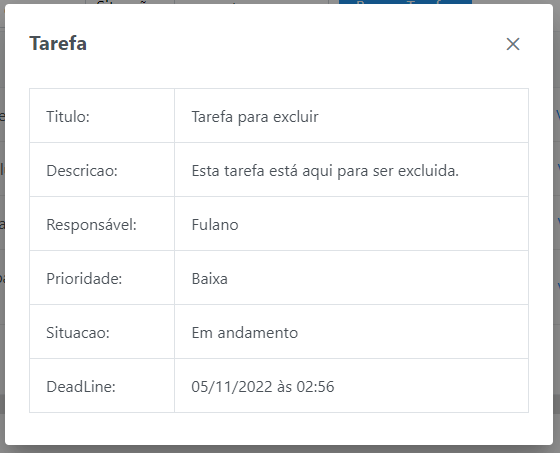 Tarefa
Titulo: Tarefa para excluir
Descricao: Esta tarefa está aqui para ser excluida.
Responsável: Fulano
Prioridade: Baixa
Situacao: Em andamento
DeadLine: 05/11/2022 às 02:56